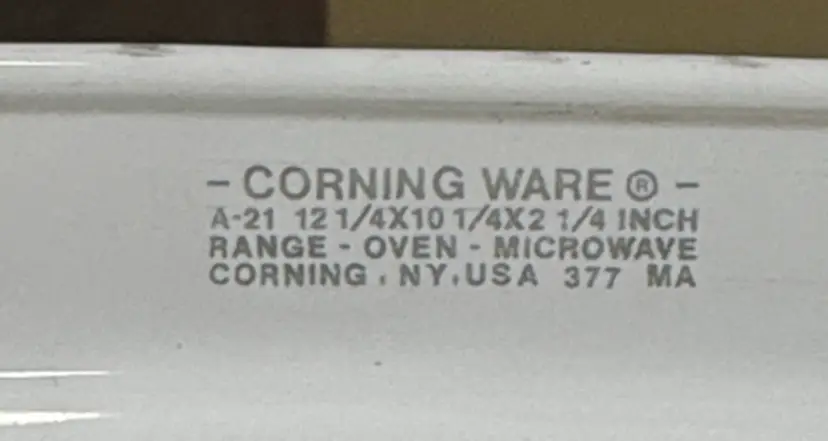 - CORNING WARE ® -
A-21 12 1/4X10 1/4X2 1/4 INCH
RANGE - OVEN - MICROWAVE
CORNING , NY, USA 377 MA